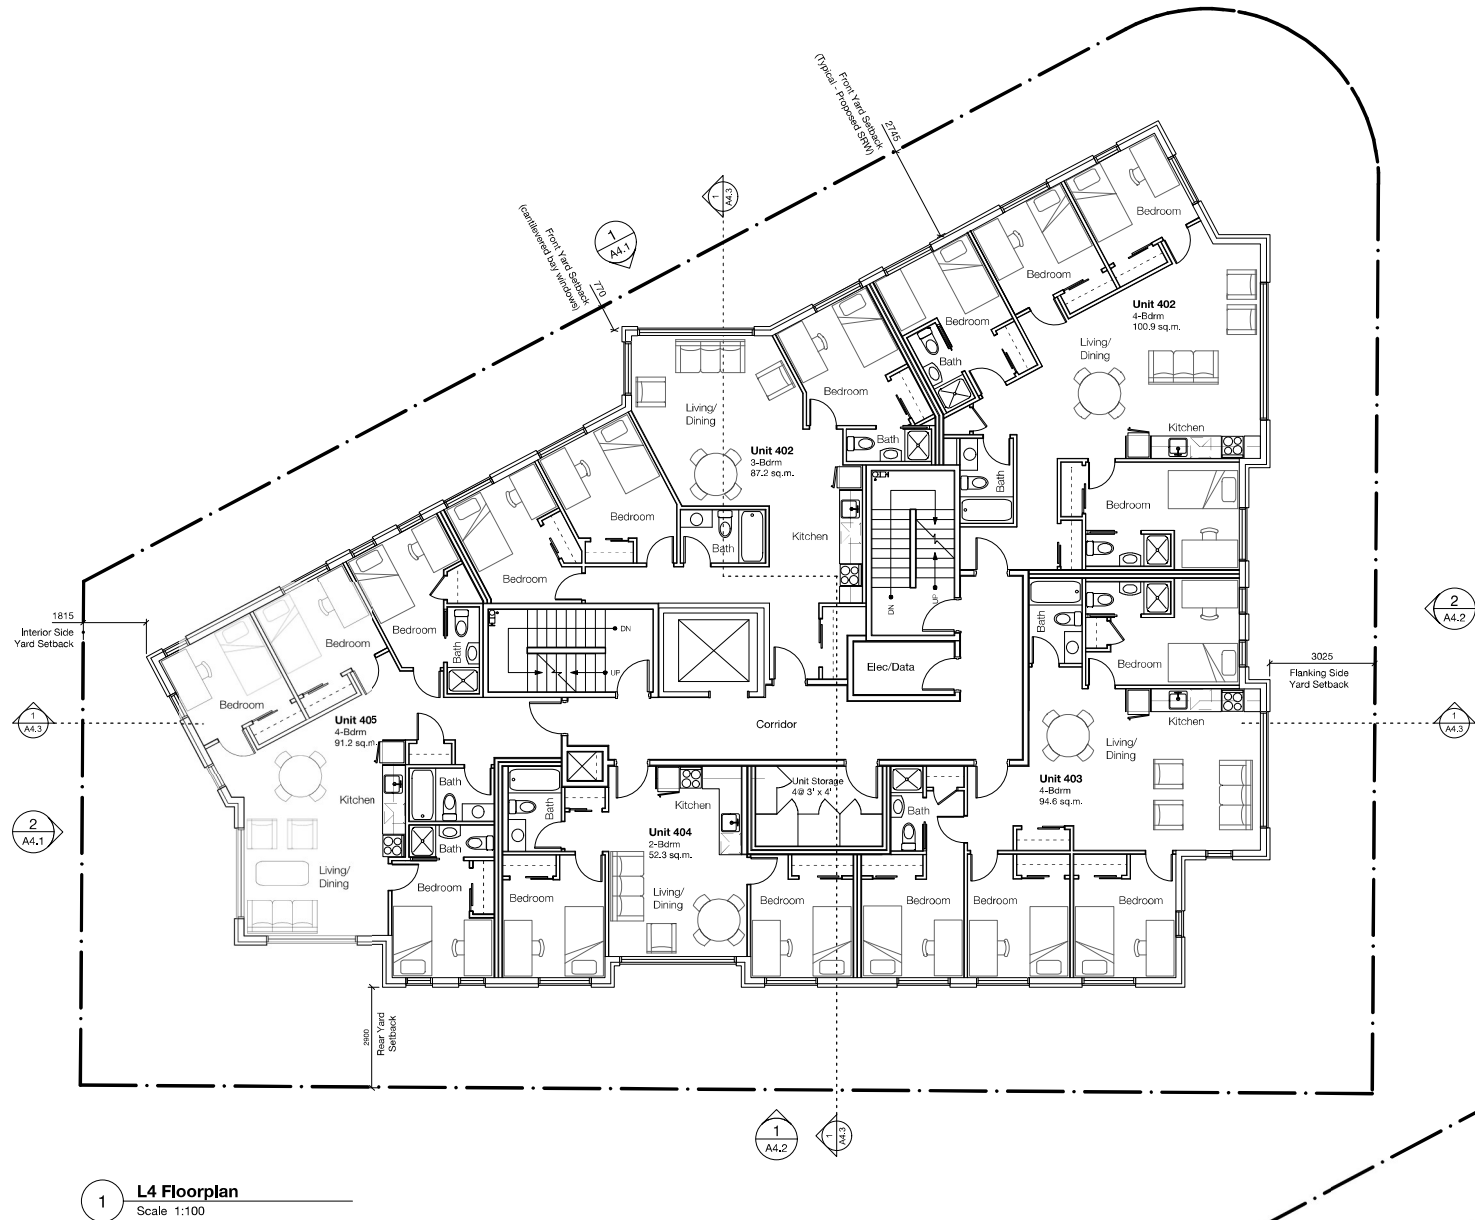 Front Yard Setback
(Typical - Proposed SRW)
2745
1
A4.3
Front Yard Setback
(cantilevered bay windows)
770
1
A4.1
Bedroom
Bedroom
Bedroom
Unit 402
4-Bdrm
100.9 sq.m.
Living/
Dining
Bath
Kitchen
Bath
Bedroom
Bedroom
Living/
Dining
Unit 402
3-Bdrm
87.2 sq.m.
Bath
Kitchen
Bath
Bedroom
Bedroom
DN
UP
Elec/Data
DN
UP
Corridor
1815
Interior Side
Yard Setback
1
A4.3
2
A4.1
Bedroom
Bedroom
Bedroom
Bath
Unit 405
4-Bdrm
91.2 sq.m.
Kitchen
Bath
Bath
Living/
Dining
Bedroom
Bath
Bedroom
Kitchen
Unit 404
2-Bdrm
52.3 sq.m.
Living/
Dining
Bedroom
Unit Storage
4@ 3' x 4'
Bath
Bedroom
Bedroom
Bedroom
Unit 403
4-Bdrm
94.6 sq.m.
Living/
Dining
Kitchen
Bath
Bedroom
2
A4.2
3025
Flanking Side
Yard Setback
1
A4.3
2900
Rear Yard
Setback
1
A4.2
1
A4.3
1
L4 Floorplan
Scale 1:100